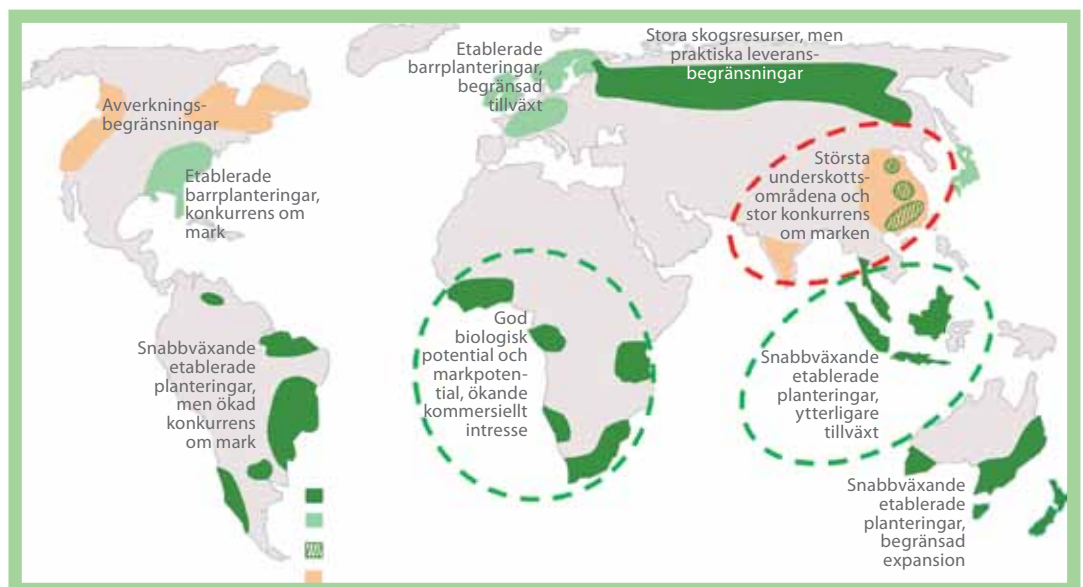 Etablerade
barrplanteringar,
begränsad
tillväxt
Stora skogsresurser, men
praktiska leverans-
begränsningar
Avverknings-
begränsningar
Etablerade
barrplanteringar,
konkurrens om
mark
Största
underskotts-
områdena och
stor konkurrens
om marken
God
biologisk
potential och
markpoten-
tial, ökande
kommersiellt
intresse
Snabbväxande
etablerade
planteringar,
men ökad
konkurrens
om mark
Snabbväxande
etablerade
planteringar,
ytterligare
tillväxt
Snabbväxande
etablerade
planteringar,
begränsad
expansion